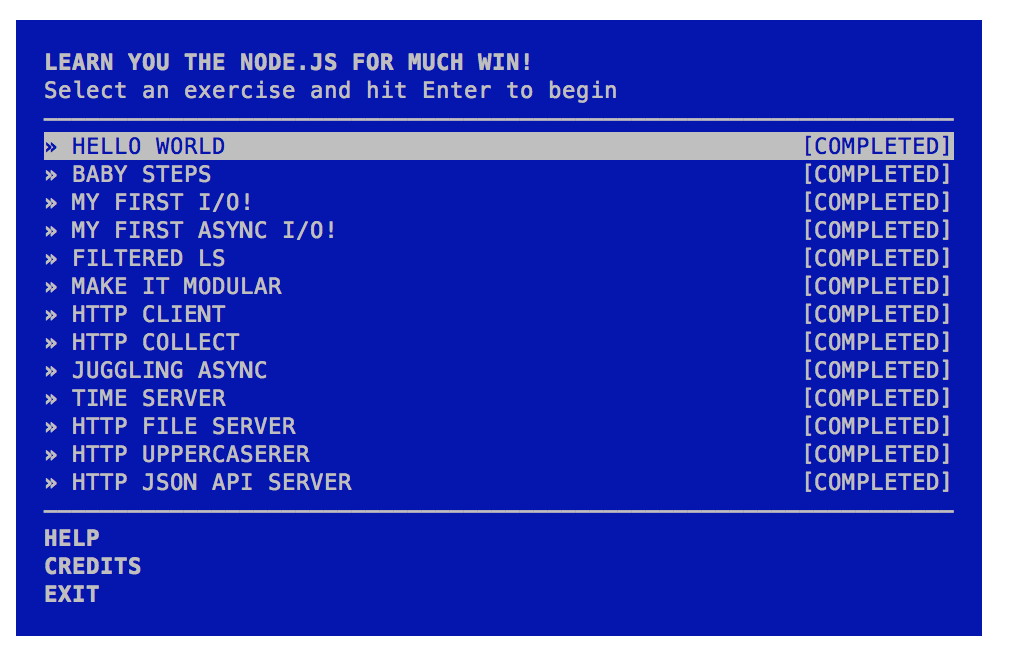 LEARN YOU THE NODE.JS FOR MUCH WIN!
Select an exercise and hit Enter to begin
» HELLO WORLD [COMPLETED]
» BABY STEPS [COMPLETED]
» MY FIRST I/O! [COMPLETED]
» MY FIRST ASYNC I/O! [COMPLETED]
» FILTERED LS [COMPLETED]
» MAKE IT MODULAR [COMPLETED]
» HTTP CLIENT [COMPLETED]
» HTTP COLLECT [COMPLETED]
» JUGGLING ASYNC [COMPLETED]
» TIME SERVER [COMPLETED]
» HTTP FILE SERVER [COMPLETED]
» HTTP UPPERCASERER [COMPLETED]
» HTTP JSON API SERVER [COMPLETED]
HELP
CREDITS
EXIT